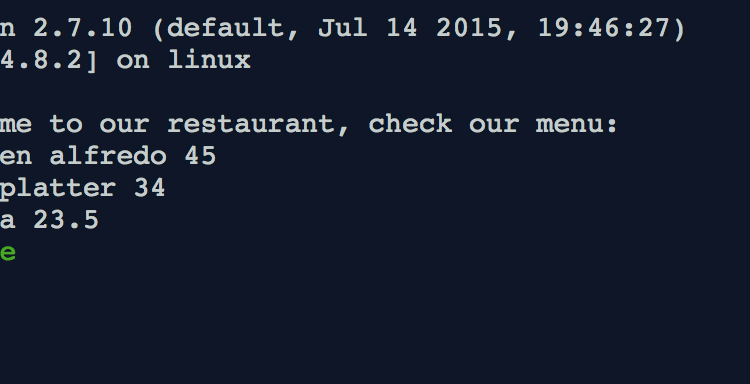 n 2.7.10 (default, Jul 14 2015, 19:46:27)
4.8.2] on linux
me to our restaurant, check our menu:
en alfredo 45
platter 34
a 23.5
e